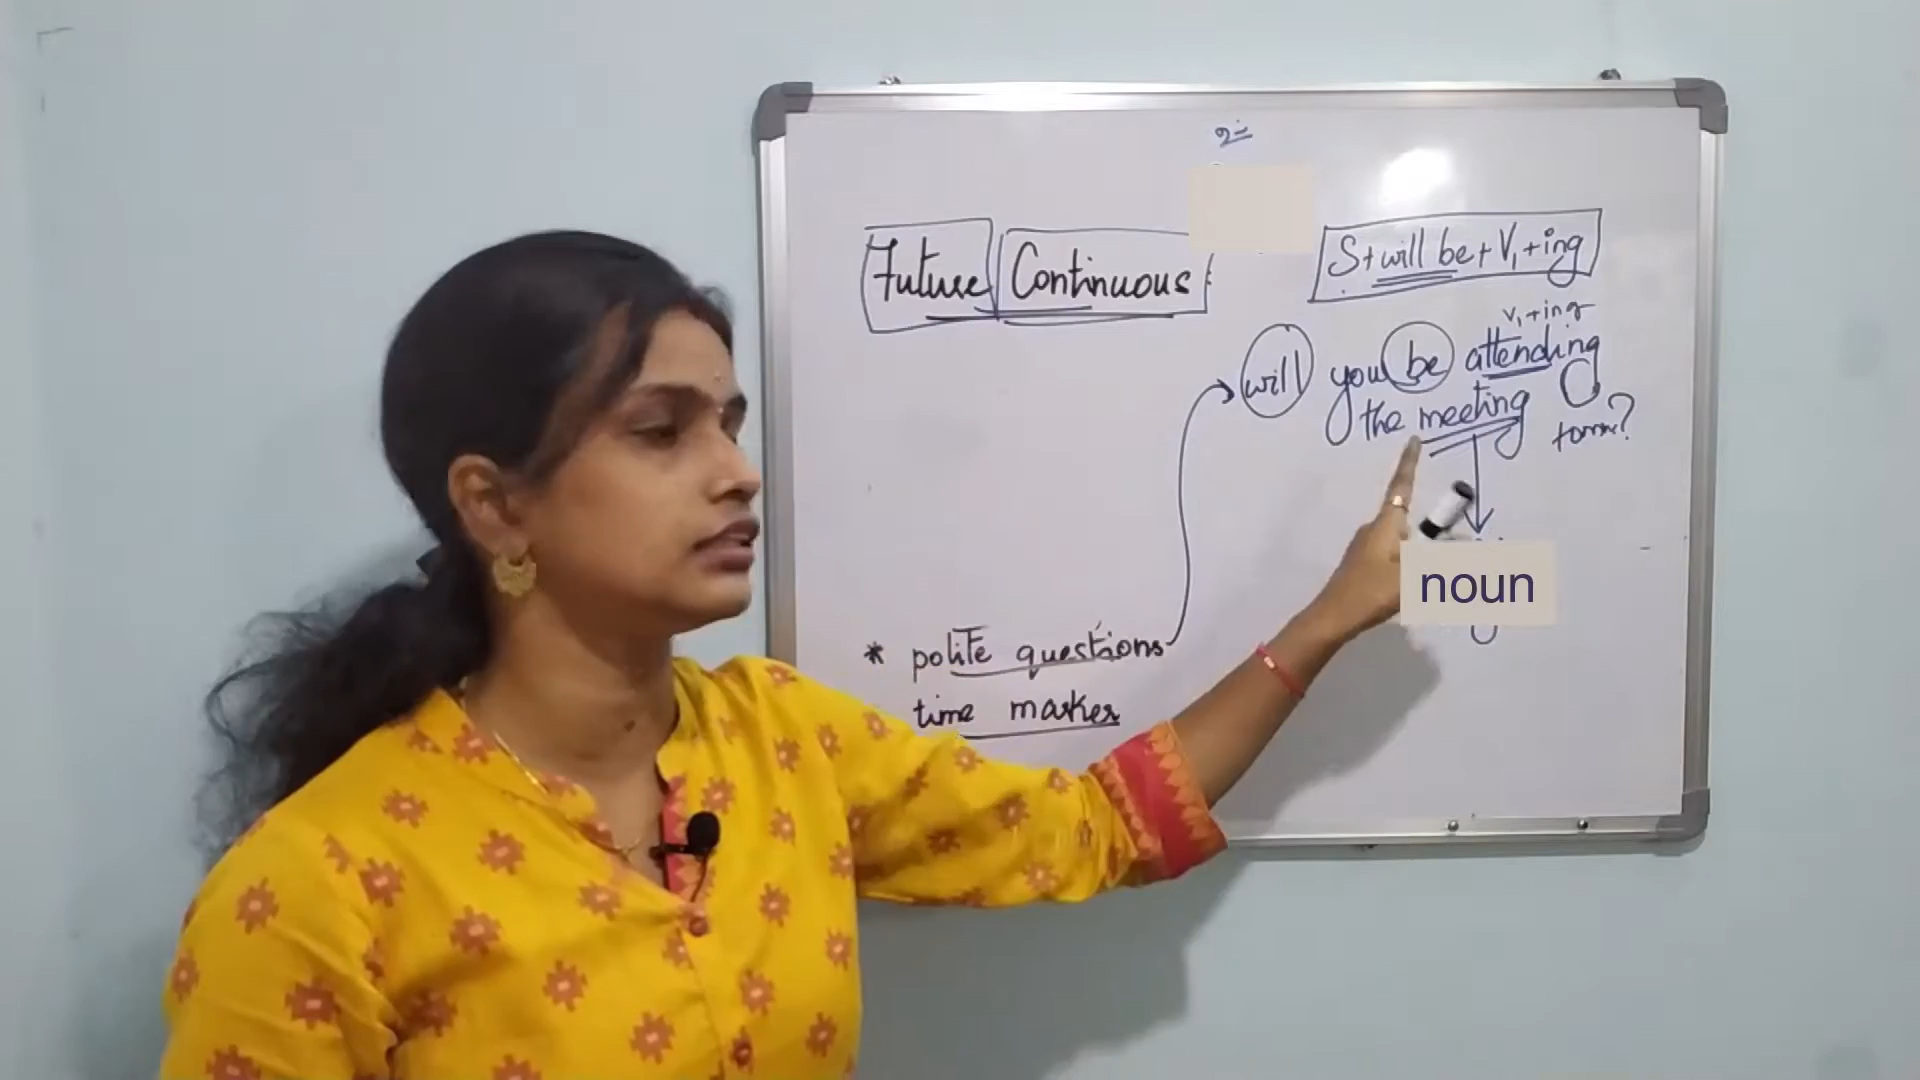 Future Continuous :
S + will be + V₁ + ing
V₁ + ing
will you be attending
the meeting
form?
noun
* polite questions
time marker